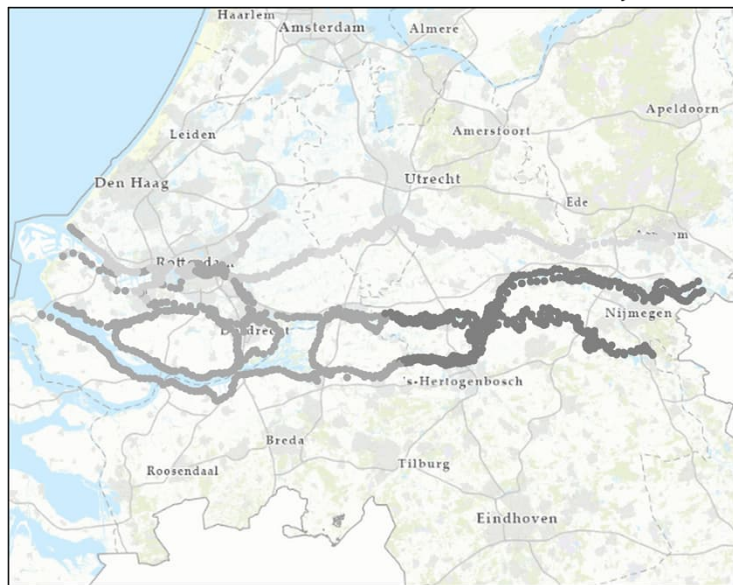 Haarlem
Amsterdam
Almere
Apeldoorn
Leiden
Amersfoort
Den Haag
Utrecht
Ede
Nijmegen
's-Hertogenbosch
Breda
Tilburg
Roosendaal
Eindhoven